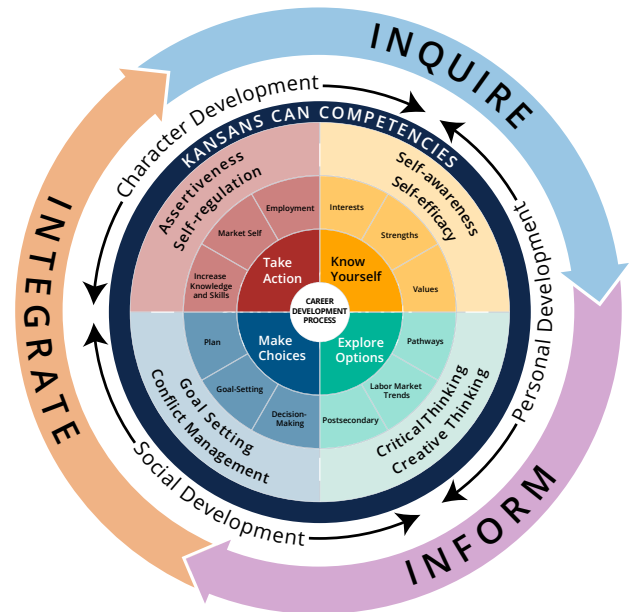 INQUIRE
INFORM
INTEGRATE
Character Development
Personal Development
Social Development
KANSANS CAN COMPETENCIES
Assertiveness
Self-regulation
Self-awareness
Self-efficacy
Critical Thinking
Creative Thinking
Goal Setting
Conflict Management
Employment
Market Self
Increase
Knowledge
and Skills
Interests
Strengths
Values
Pathways
Labor Market
Trends
Postsecondary
Decision-
Making
Goal-Setting
Plan
Take
Action
Know
Yourself
Explore
Options
Make
Choices
CAREER
DEVELOPMENT
PROCESS